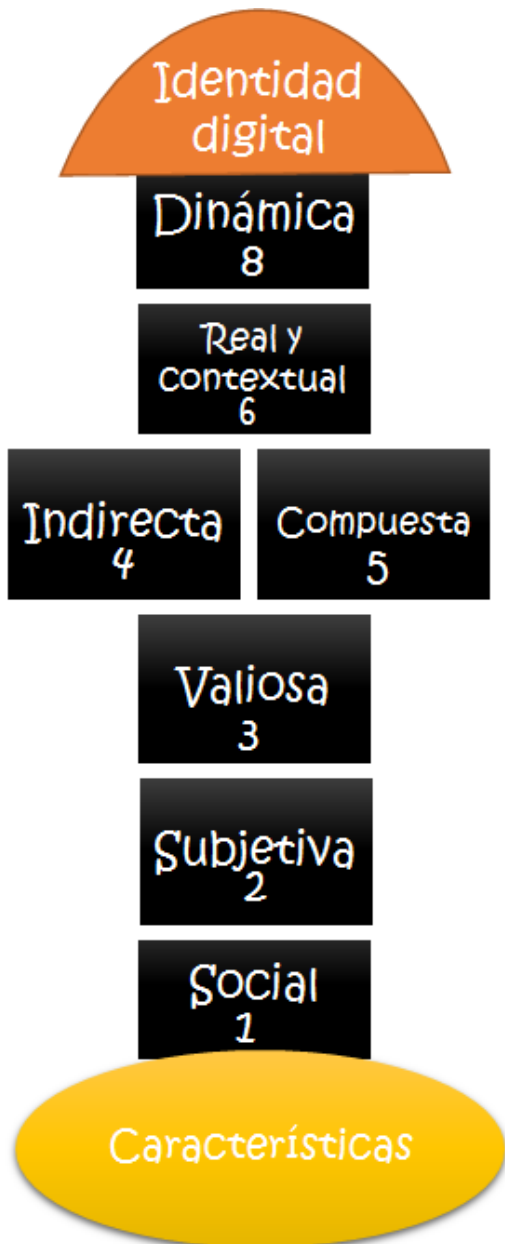 Identidad
digital
Dinámica
8
Real y
contextual
6
Indirecta
4
Compuesta
5
Valiosa
3
Subjetiva
2
Social
1
Características